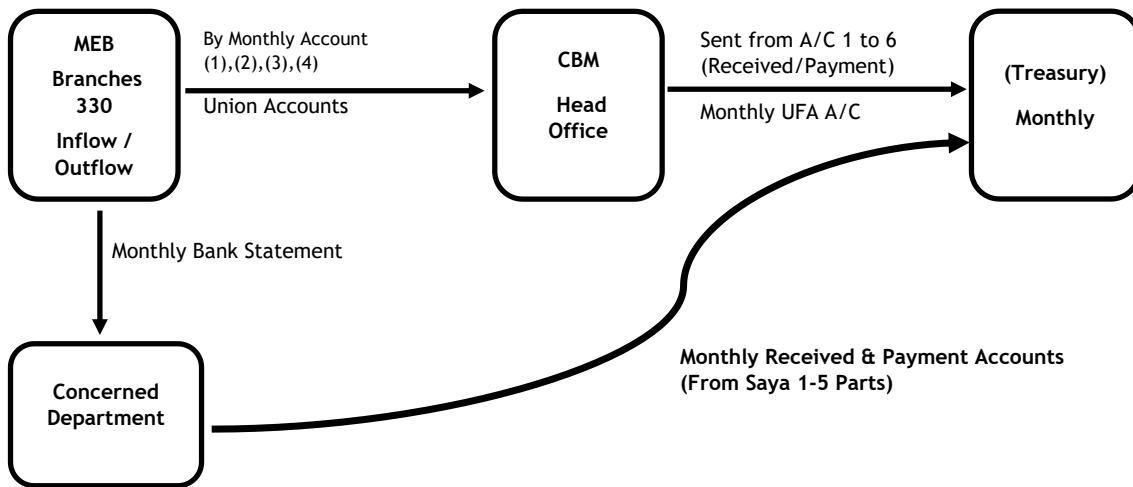 MEB
Branches
330
Inflow /
Outflow
By Monthly Account
(1),(2),(3),(4)
Union Accounts
CBM
Head
Office
Sent from A/C 1 to 6
(Received/Payment)
Monthly UFA A/C
(Treasury)
Monthly
Monthly Bank Statement
Concerned
Department
Monthly Received & Payment Accounts
(From Saya 1-5 Parts)